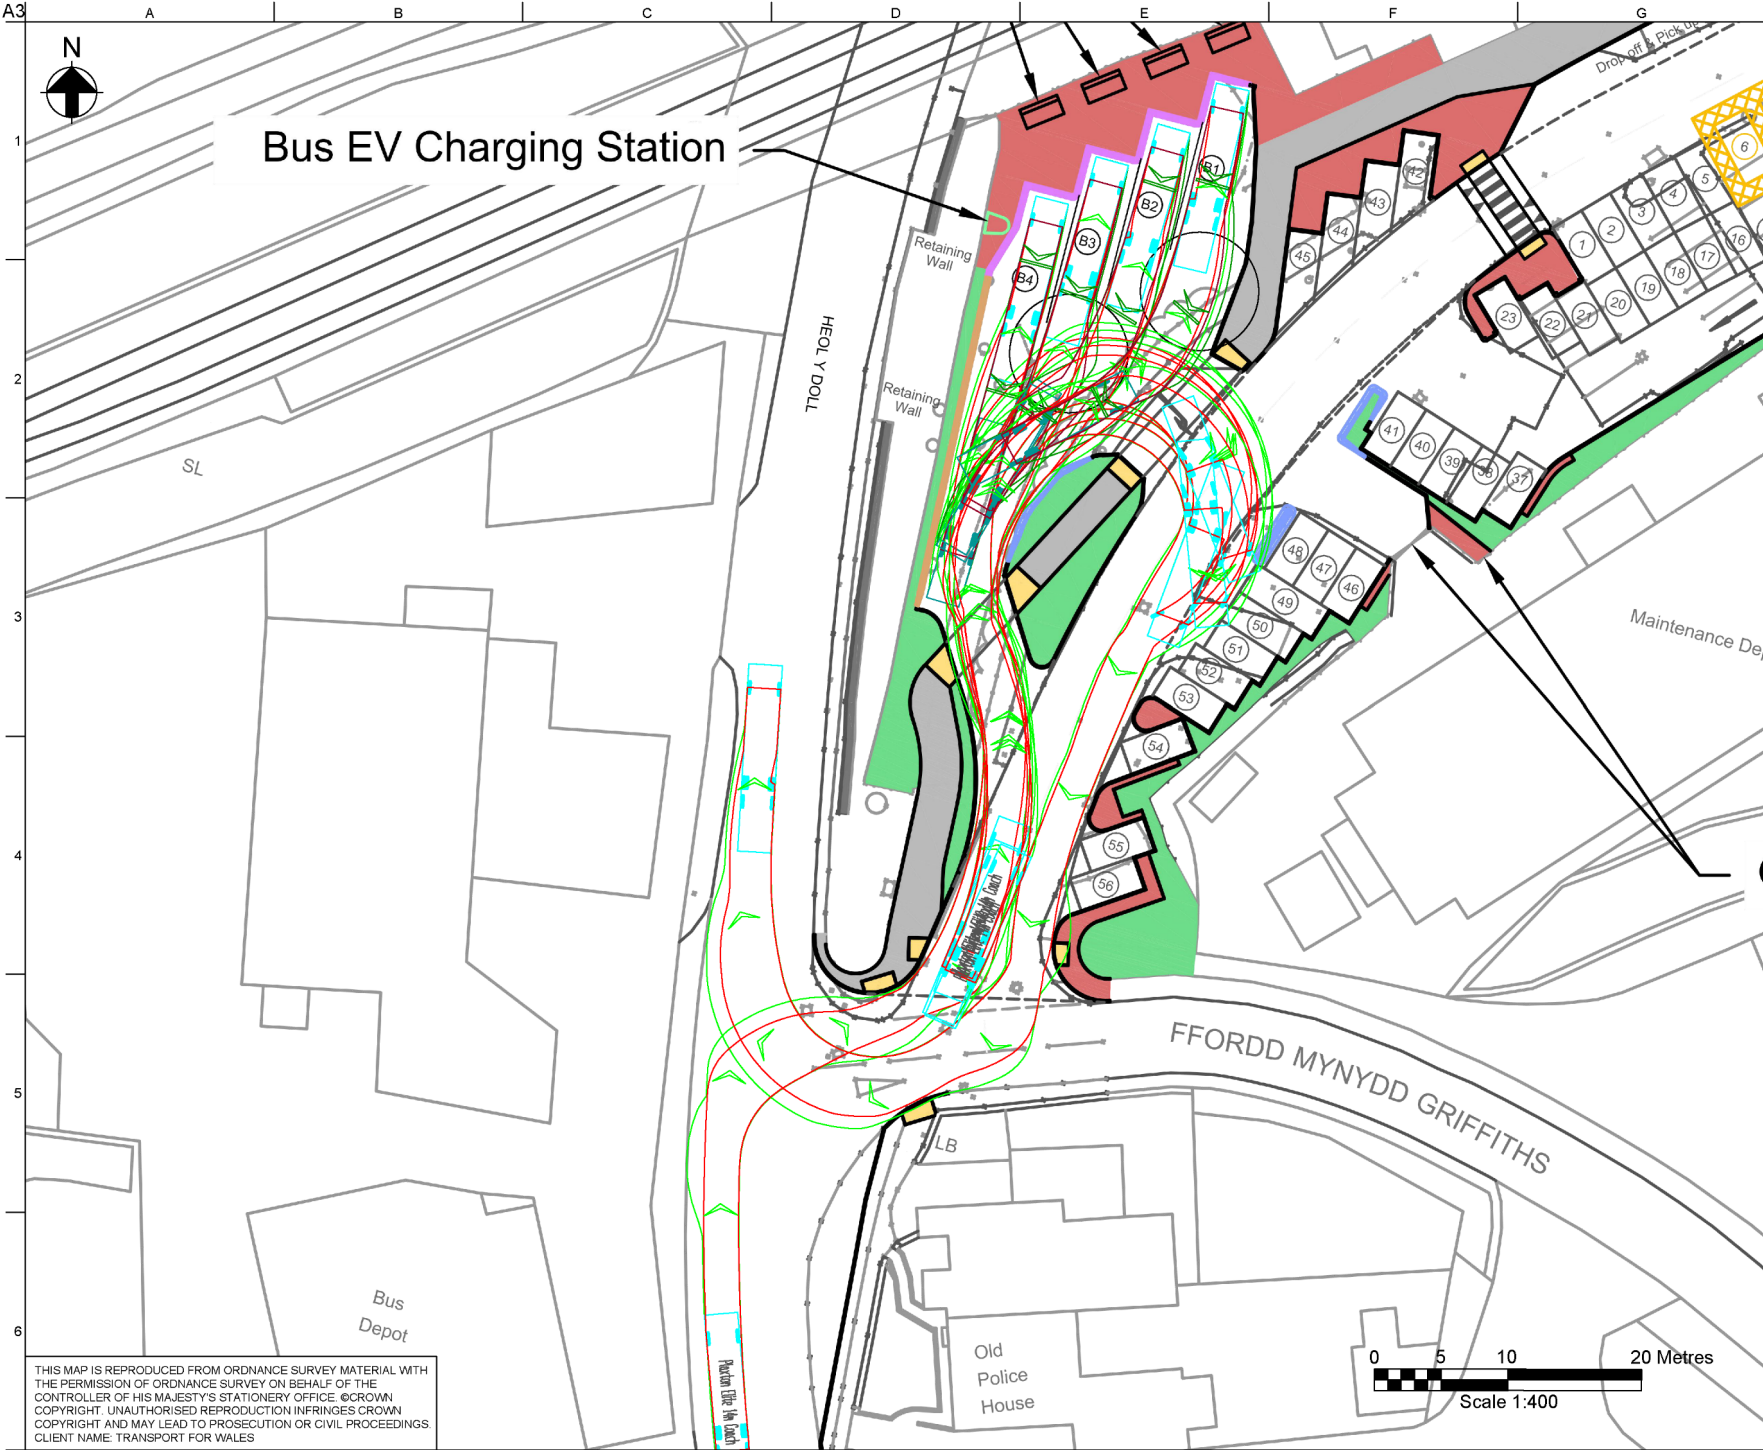 A3 A B C D E F G
N
1
2
3
4
5
6
Bus EV Charging Station
Drop off & Pick up
Retaining
Wall
Retaining
Wall
HEOL Y DOLL
SL
B1
B2
B3
B4
42
43
44
45
6
5
4
3
2
1
16
17
18
19
20
21
22
23
41
40
39
38
37
48
47
46
49
50
51
52
53
54
55
56
Maintenance De
FFORDD MYNYDD GRIFFITHS
LB
Bus
Depot
Old
Police
House
Plaxton Elite 14m Coach
0 5 10 20 Metres
Scale 1:400
THIS MAP IS REPRODUCED FROM ORDNANCE SURVEY MATERIAL WITH
THE PERMISSION OF ORDNANCE SURVEY ON BEHALF OF THE
CONTROLLER OF HIS MAJESTY'S STATIONERY OFFICE. ©CROWN
COPYRIGHT. UNAUTHORISED REPRODUCTION INFRINGES CROWN
COPYRIGHT AND MAY LEAD TO PROSECUTION OR CIVIL PROCEEDINGS.
CLIENT NAME: TRANSPORT FOR WALES